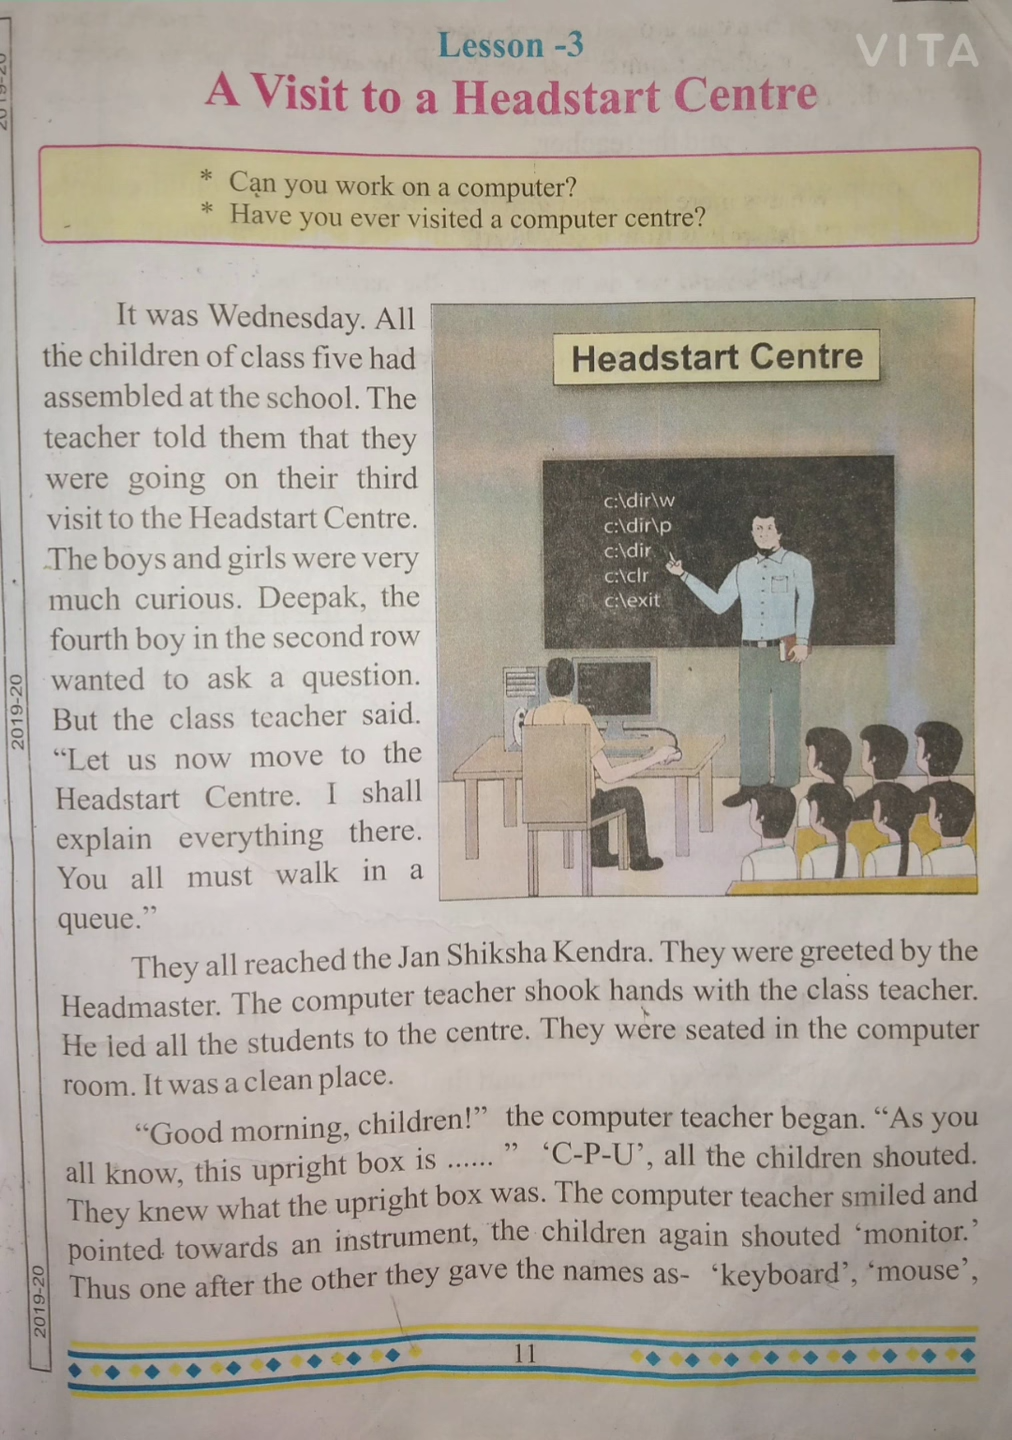 Lesson -3
VITA
A Visit to a Headstart Centre
* Can you work on a computer?
* Have you ever visited a computer centre?
It was Wednesday. All
the children of class five had
assembled at the school. The
teacher told them that they
were going on their third
visit to the Headstart Centre.
The boys and girls were very
much curious. Deepak, the
fourth boy in the second row
wanted to ask a question.
But the class teacher said.
“Let us now move to the
Headstart Centre. I shall
explain everything there.
You all must walk in a
queue.”
Headstart Centre
c:\dir\w
c:\dir\p
c:\dir
c:\clr
c:\exit
They all reached the Jan Shiksha Kendra. They were greeted by the
Headmaster. The computer teacher shook hands with the class teacher.
He led all the students to the centre. They were seated in the computer
room. It was a clean place.
“Good morning, children!” the computer teacher began. “As you
all know, this upright box is ...... ” ‘C-P-U’, all the children shouted.
They knew what the upright box was. The computer teacher smiled and
pointed towards an instrument, the children again shouted ‘monitor.’
Thus one after the other they gave the names as- ‘keyboard’, ‘mouse’,
11
2019-20
2019-20
2019-20